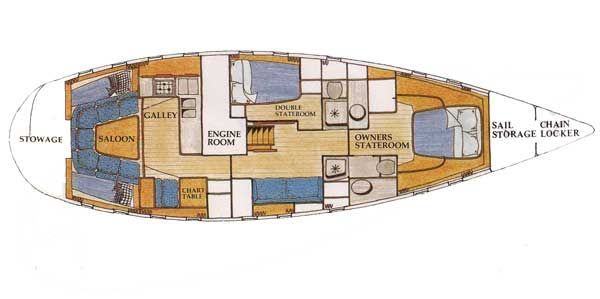 STOWAGE
SALOON
GALLEY
CHART
TABLE
ENGINE
ROOM
DOUBLE
STATEROOM
OWNERS
STATEROOM
SAIL
STORAGE
CHAIN
LOCKER